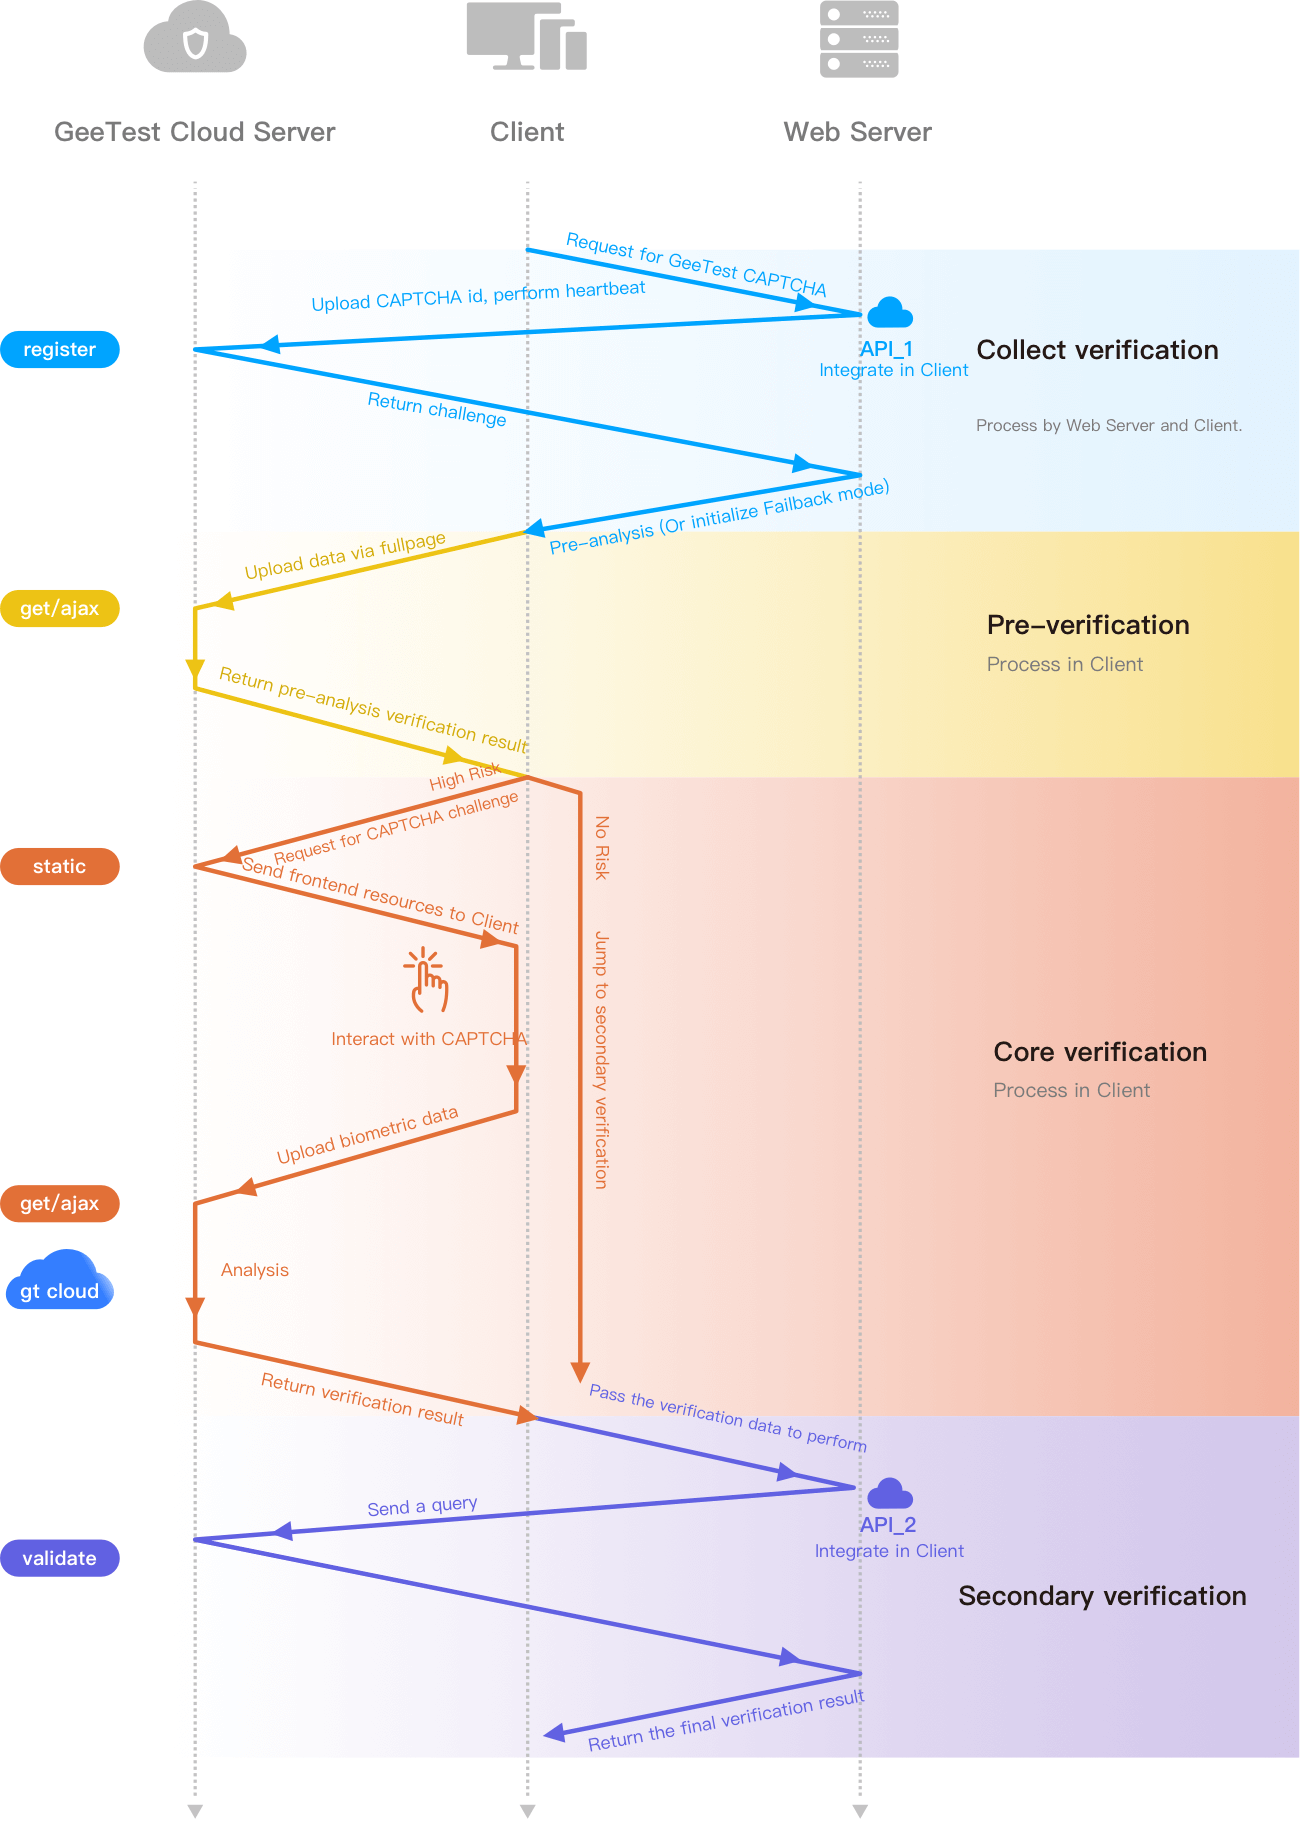 GeeTest Cloud Server
Client
Web Server
Request for GeeTest CAPTCHA
Upload CAPTCHA id, perform heartbeat
register
API_1
Integrate in Client
Collect verification
Return challenge
Process by Web Server and Client.
Pre-analysis (Or initialize Failback mode)
Upload data via fullpage
get/ajax
Pre-verification
Process in Client
Return pre-analysis verification result
High Risk
Request for CAPTCHA challenge
No Risk
static
Send frontend resources to Client
Jump to secondary verification
Interact with CAPTCHA
Core verification
Process in Client
Upload biometric data
get/ajax
Analysis
gt cloud
Return verification result
Pass the verification data to perform
Send a query
API_2
Integrate in Client
validate
Secondary verification
Return the final verification result